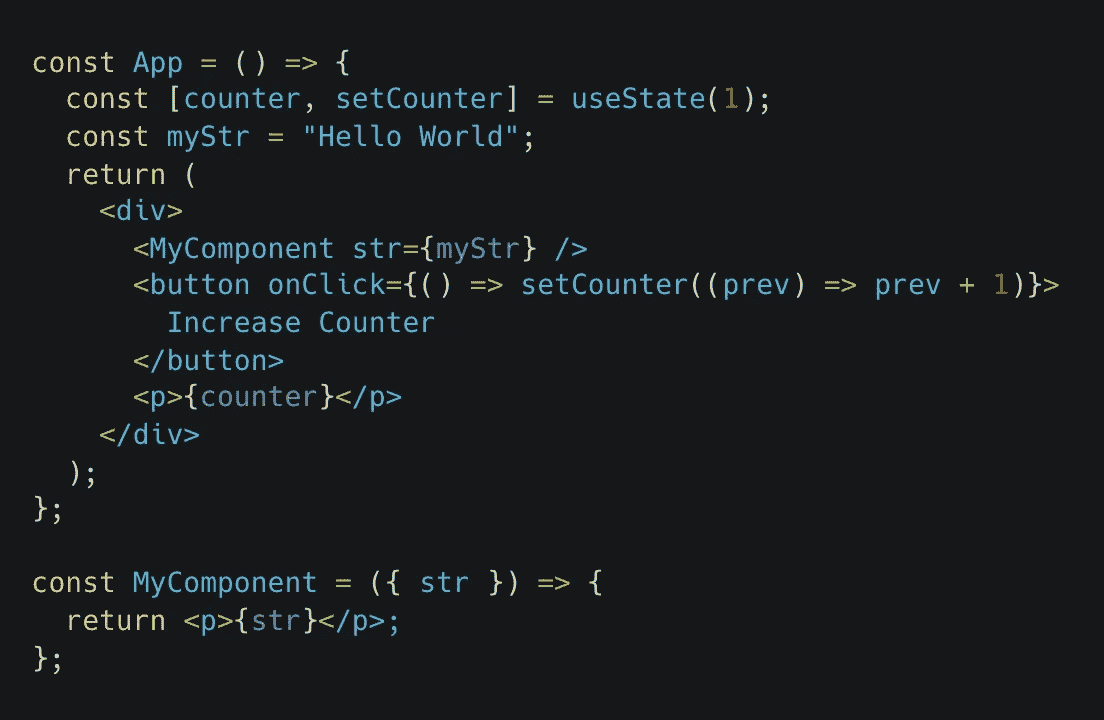 const App = () => {
  const [counter, setCounter] = useState(1);
  const myStr = "Hello World";
  return (
    <div>
      <MyComponent str={myStr} />
      <button onClick={() => setCounter((prev) => prev + 1)}>
        Increase Counter
      </button>
      <p>{counter}</p>
    </div>
  );
};

const MyComponent = ({ str }) => {
  return <p>{str}</p>;
};